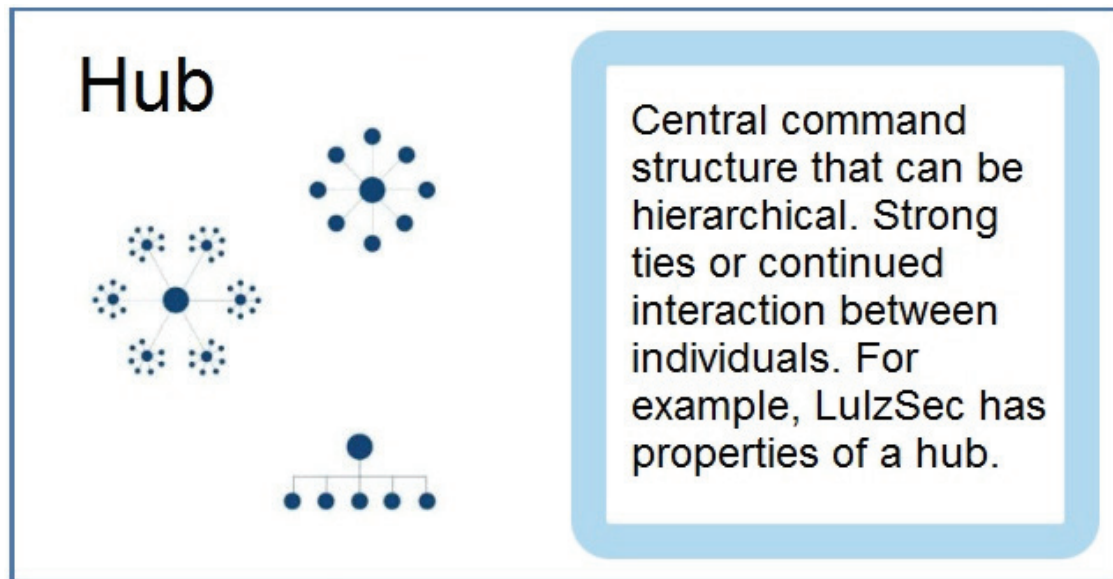 Hub
Central command
structure that can be
hierarchical. Strong
ties or continued
interaction between
individuals. For
example, LulzSec has
properties of a hub.